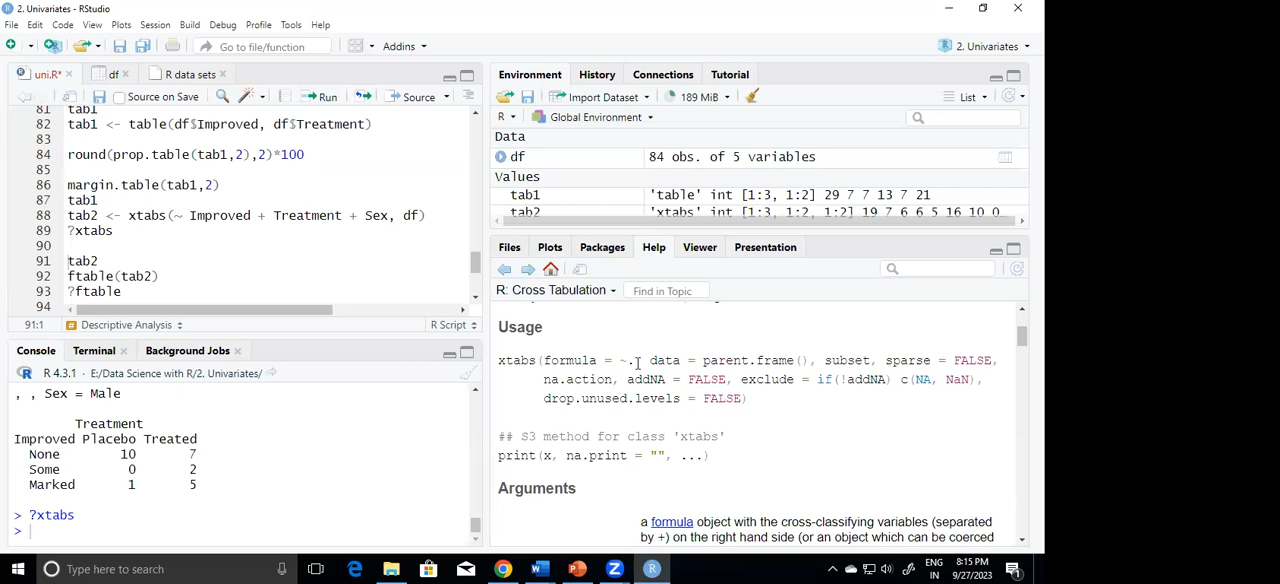 2. Univariates - RStudio
File Edit Code View Plots Session Build Debug Profile Tools Help
Go to file/function Addins 2. Univariates
uni.R* df R data sets
Source on Save Run Source
81 tab1
82 tab1 <- table(df$Improved, df$Treatment)
83
84 round(prop.table(tab1,2),2)*100
85
86 margin.table(tab1,2)
87 tab1
88 tab2 <- xtabs(~ Improved + Treatment + Sex, df)
89 ?xtabs
90
91 tab2
92 ftable(tab2)
93 ?ftable
94
91:1 Descriptive Analysis R Script
Console Terminal Background Jobs
R 4.3.1 · E:/Data Science with R/2. Univariates/
, , Sex = Male
Treatment
Improved Placebo Treated
None 10 7
Some 0 2
Marked 1 5
> ?xtabs
>
Environment History Connections Tutorial
Import Dataset 189 MiB List
R Global Environment
Data
df 84 obs. of 5 variables
Values
tab1 'table' int [1:3, 1:2] 29 7 7 13 7 21
tab2 'xtabs' int [1:3, 1:2, 1:2] 19 7 6 6 5 16 10 0
Files Plots Packages Help Viewer Presentation
R: Cross Tabulation Find in Topic
Usage
xtabs(formula = ~., data = parent.frame(), subset, sparse = FALSE,
na.action, addNA = FALSE, exclude = if(!addNA) c(NA, NaN),
drop.unused.levels = FALSE)
## S3 method for class 'xtabs'
print(x, na.print = "", ...)
Arguments
a formula object with the cross-classifying variables (separated
by +) on the right hand side (or an object which can be coerced
Type here to search
ENG
IN
8:15 PM
9/27/2023